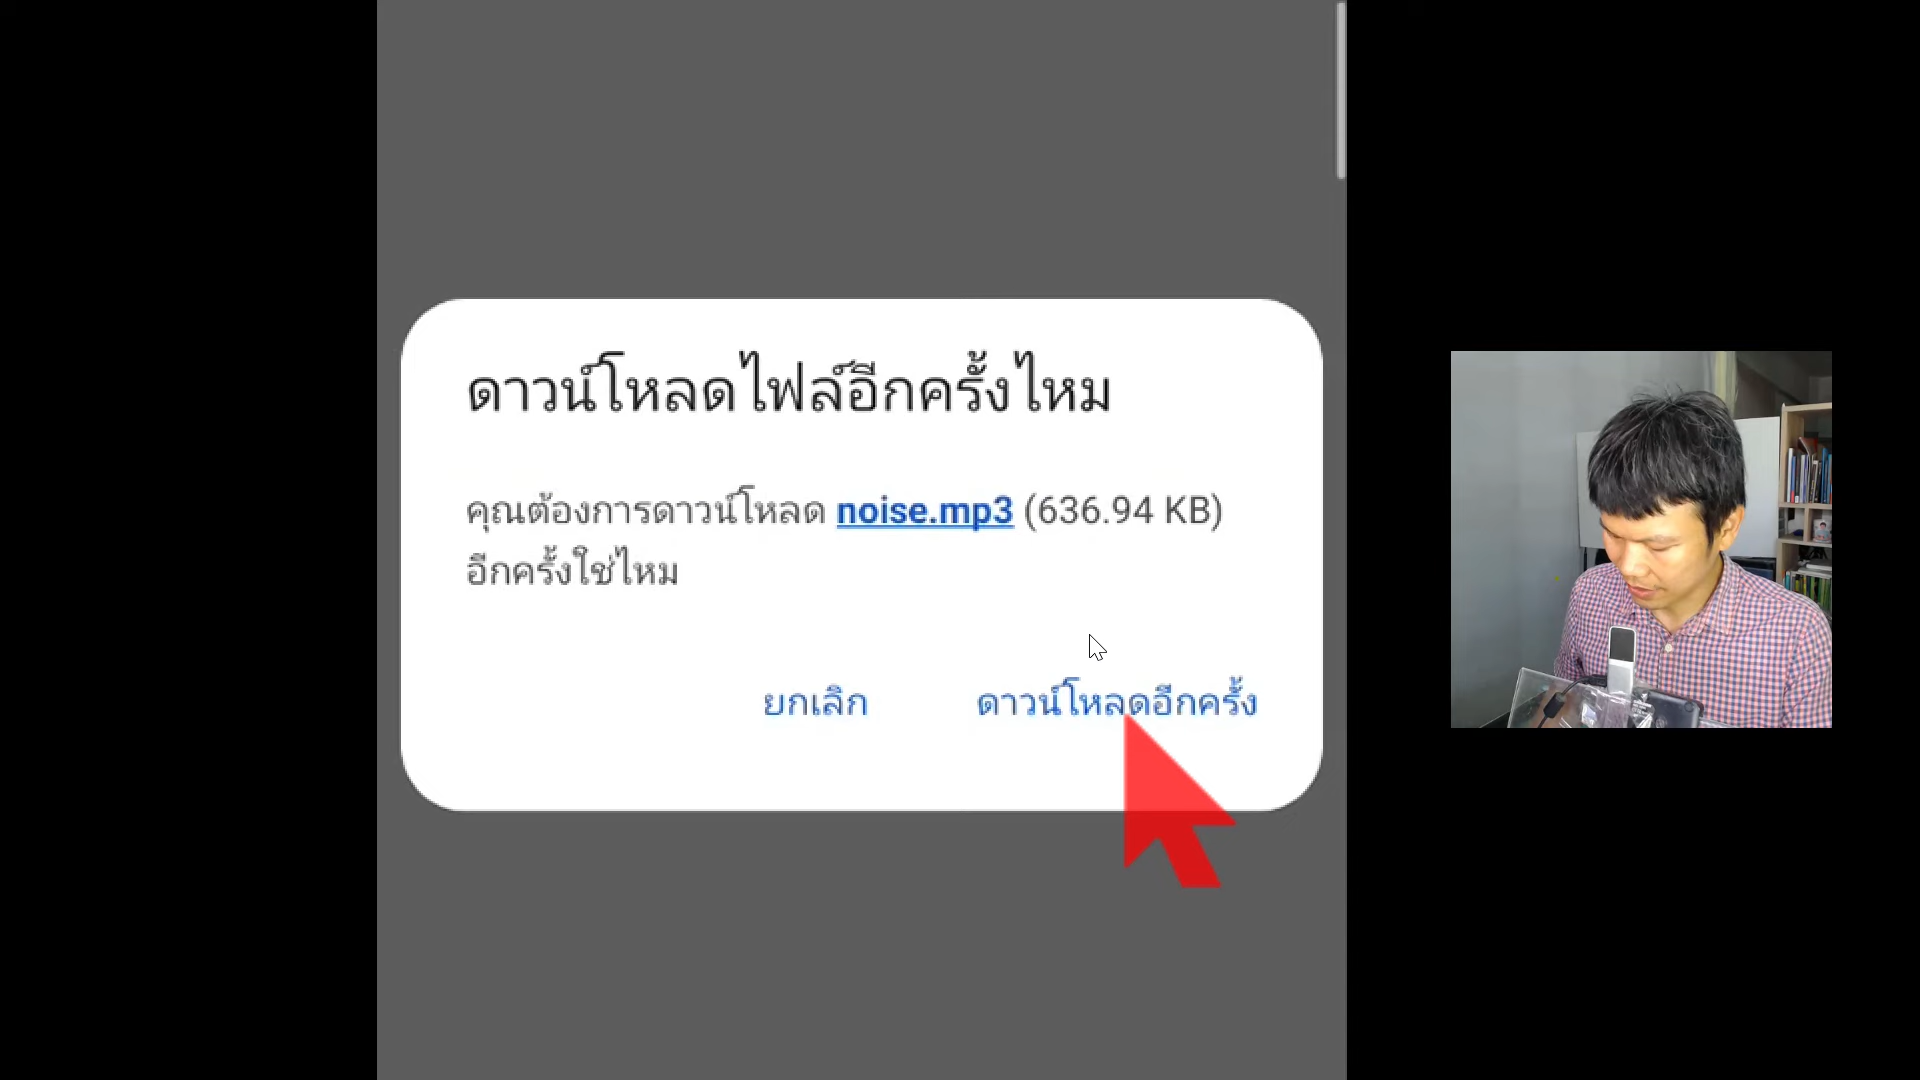 ดาวน์โหลดไฟล์อีกครั้งไหม
คุณต้องการดาวน์โหลด noise.mp3 (636.94 KB)
อีกครั้งใช่ไหม
ยกเลิก ดาวน์โหลดอีกครั้ง